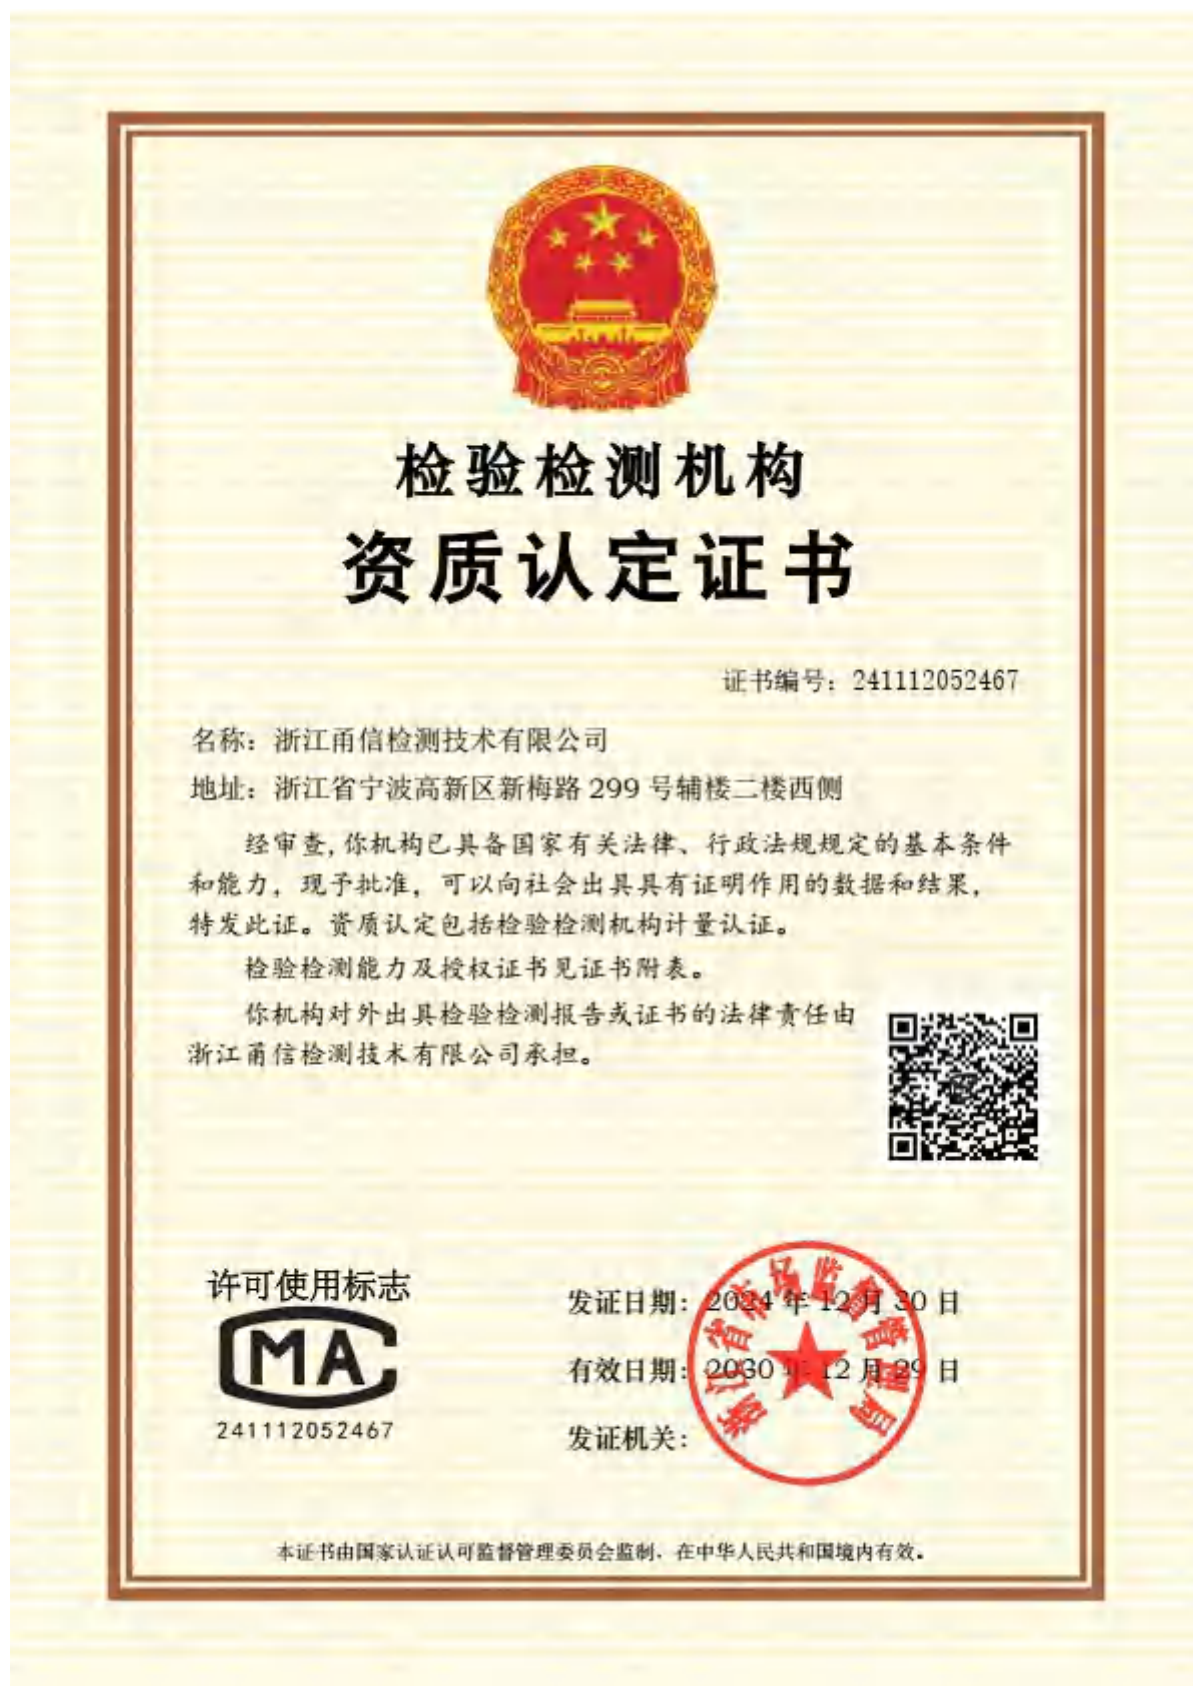 检验检测机构
资质认定证书
证书编号：241112052467
名称：浙江甬信检测技术有限公司
地址：浙江省宁波高新区新梅路299号辅楼二楼西侧
经审查,你机构已具备国家有关法律、行政法规规定的基本条件
和能力，现予批准，可以向社会出具具有证明作用的数据和结果，
特发此证。资质认定包括检验检测机构计量认证。
检验检测能力及授权证书见证书附表。
你机构对外出具检验检测报告或证书的法律责任由
浙江甬信检测技术有限公司承担。
许可使用标志
MA
241112052467
发证日期：2024年12月30日
有效日期：2030年12月29日
发证机关：
浙江省市场监督管理局
本证书由国家认证认可监督管理委员会监制，在中华人民共和国境内有效。